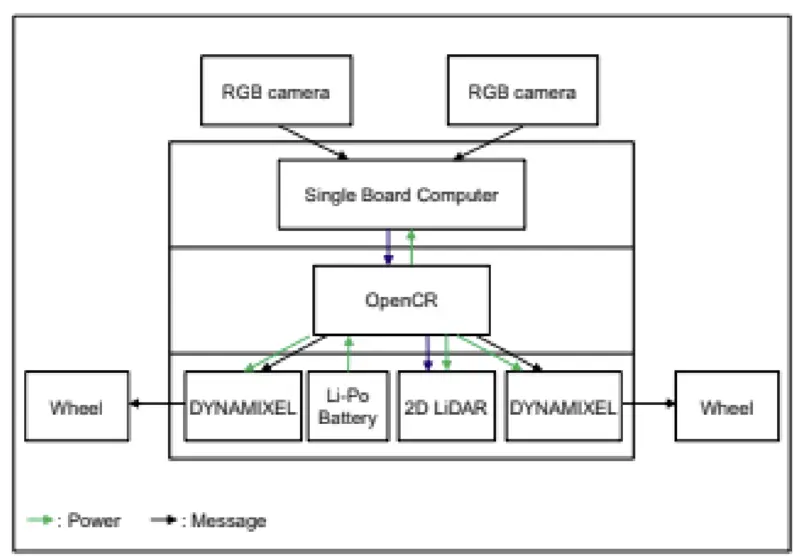 RGB camera
RGB camera
Single Board Computer
OpenCR
Wheel
DYNAMIXEL
Li-Po
Battery
2D LiDAR
DYNAMIXEL
Wheel
: Power
: Message